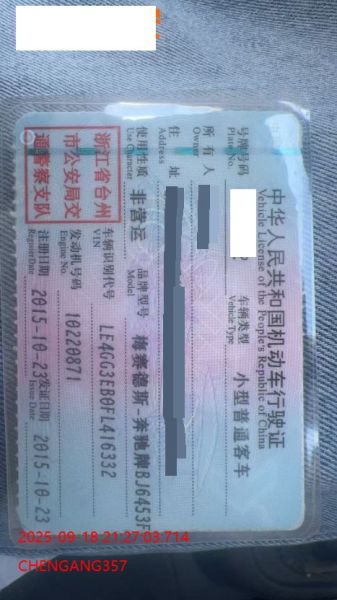 中华人民共和国机动车行驶证
Vehicle License of the People's Republic of China
号牌号码
Plate No.
车辆类型
Vehicle Type
小型普通客车
所有人
Owner
住址
Address
使用性质
Use Character
非营运
品牌型号
Model
梅赛德斯-奔驰牌BJ6453F
浙江省台州
市公安局交
通警察支队
车辆识别代号
VIN
LE4GG3EB0FL416332
发动机号码
Engine No.
10220871
注册日期
Register Date
2015-10-23
发证日期
Issue Date
2015-10-23
2025-09-18 21:27:03.714
CHENGANG357